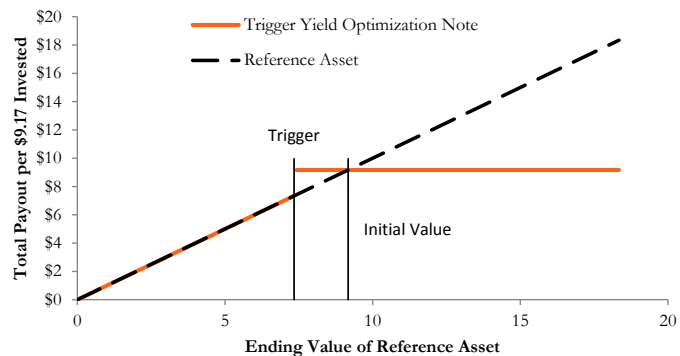 Trigger Yield Optimization Note
Reference Asset
Total Payout per $9.17 Invested
$20
$18
$16
$14
$12
$10
$8
$6
$4
$2
$0
Trigger
Initial Value
0
5
10
15
20
Ending Value of Reference Asset